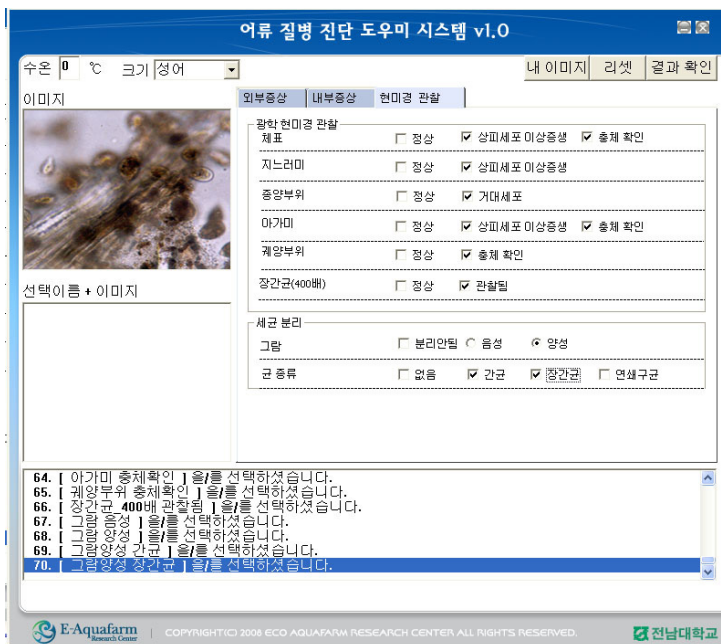 어류 질병 진단 도우미 시스템 v1.0
수온 0 ℃ 크기 성어
내 이미지 리셋 결과 확인
이미지
외부증상 내부증상 현미경 관찰
광학 현미경 관찰
체표 정상 상피세포 이상증생 충체 확인
지느러미 정상 상피세포 이상증생
종양부위 정상 거대세포
아가미 정상 상피세포 이상증생 충체 확인
궤양부위 정상 충체 확인
장간균(400배) 정상 관찰됨
선택이름 + 이미지
세균 분리
그람 분리안됨 음성 양성
균 종류 없음 간균 장간균 연쇄구균
64. [ 아가미 충체확인 ] 을/를 선택하셨습니다.
65. [ 궤양부위 충체확인 ] 을/를 선택하셨습니다.
66. [ 장간균_400배 관찰됨 ] 을/를 선택하셨습니다.
67. [ 그람 음성 ] 을/를 선택하셨습니다.
68. [ 그람 양성 ] 을/를 선택하셨습니다.
69. [ 그람양성 간균 ] 을/를 선택하셨습니다.
70. [ 그람양성 장간균 ] 을/를 선택하셨습니다.
E-Aquafarm
Research Center
COPYRIGHT(C) 2008 ECO AQUAFARM RESEARCH CENTER ALL RIGHTS RESERVED.
전남대학교